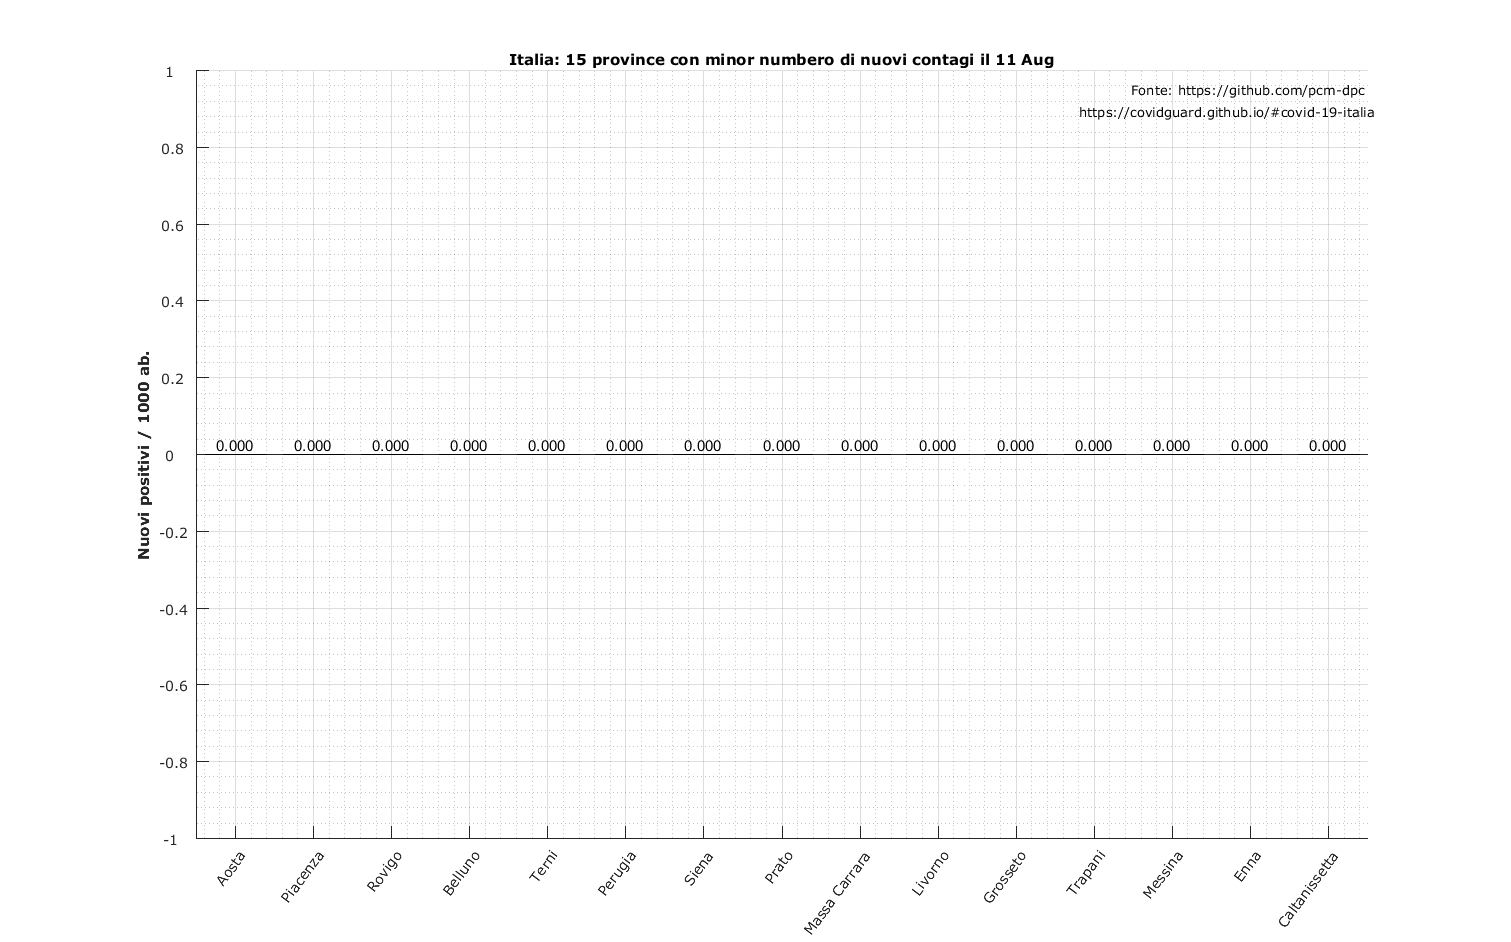 Italia: 15 province con minor numbero di nuovi contagi il 11 Aug
Fonte: https://github.com/pcm-dpc
https://covidguard.github.io/#covid-19-italia
Nuovi positivi / 1000 ab.
1
0.8
0.6
0.4
0.2
0
-0.2
-0.4
-0.6
-0.8
-1
0.000 0.000 0.000 0.000 0.000 0.000 0.000 0.000 0.000 0.000 0.000 0.000 0.000 0.000 0.000
Aosta
Piacenza
Rovigo
Belluno
Terni
Perugia
Siena
Prato
Massa Carrara
Livorno
Grosseto
Trapani
Messina
Enna
Caltanissetta